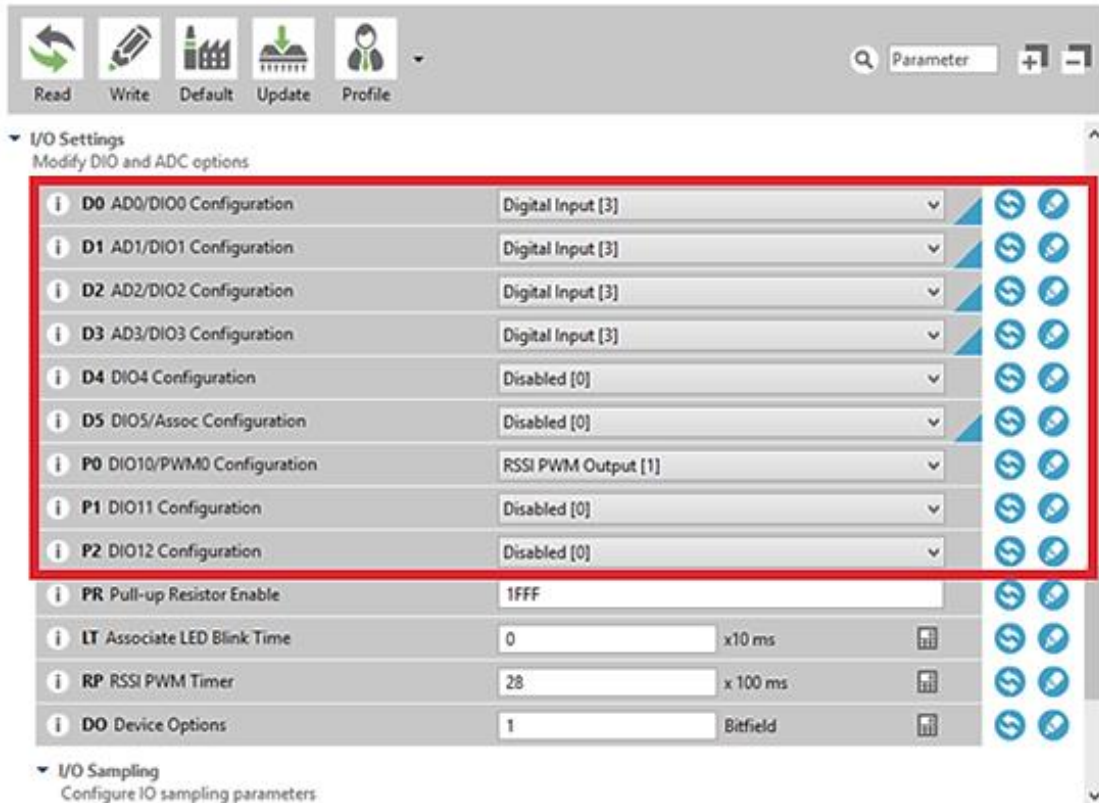 Read Write Default Update Profile Parameter
I/O Settings
Modify DIO and ADC options
i D0 AD0/DIO0 Configuration Digital Input [3]
i D1 AD1/DIO1 Configuration Digital Input [3]
i D2 AD2/DIO2 Configuration Digital Input [3]
i D3 AD3/DIO3 Configuration Digital Input [3]
i D4 DIO4 Configuration Disabled [0]
i D5 DIO5/Assoc Configuration Disabled [0]
i P0 DIO10/PWM0 Configuration RSSI PWM Output [1]
i P1 DIO11 Configuration Disabled [0]
i P2 DIO12 Configuration Disabled [0]
i PR Pull-up Resistor Enable 1FFF
i LT Associate LED Blink Time 0 x10 ms
i RP RSSI PWM Timer 28 x 100 ms
i DO Device Options 1 Bitfield
I/O Sampling
Configure IO sampling parameters